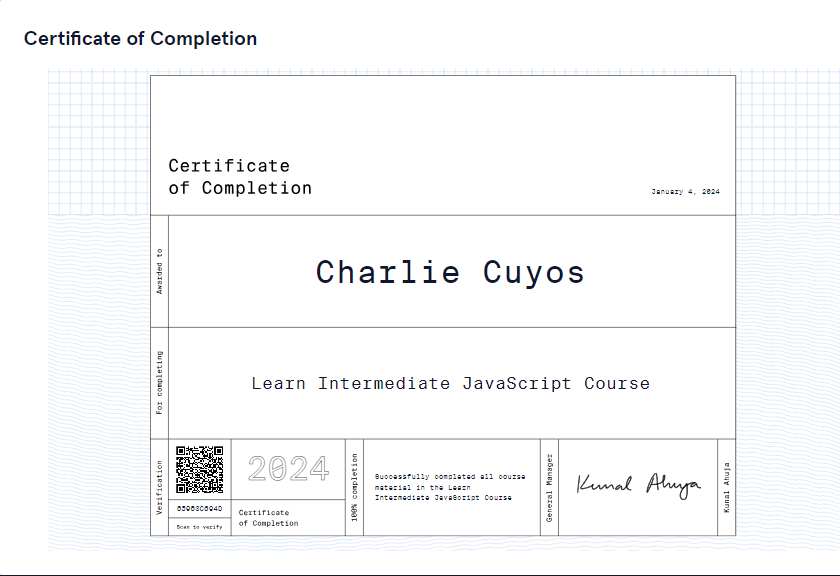 Certificate of Completion
Certificate
of Completion
January 4, 2024
Awarded to
Charlie Cuyos
For completing
Learn Intermediate JavaScript Course
Verification
Scan to verify
2024
Certificate
of Completion
100% completion
Successfully completed all course
material in the Learn
Intermediate JavaScript Course
General Manager
Kunal Ahuja
Kunal Ahuja